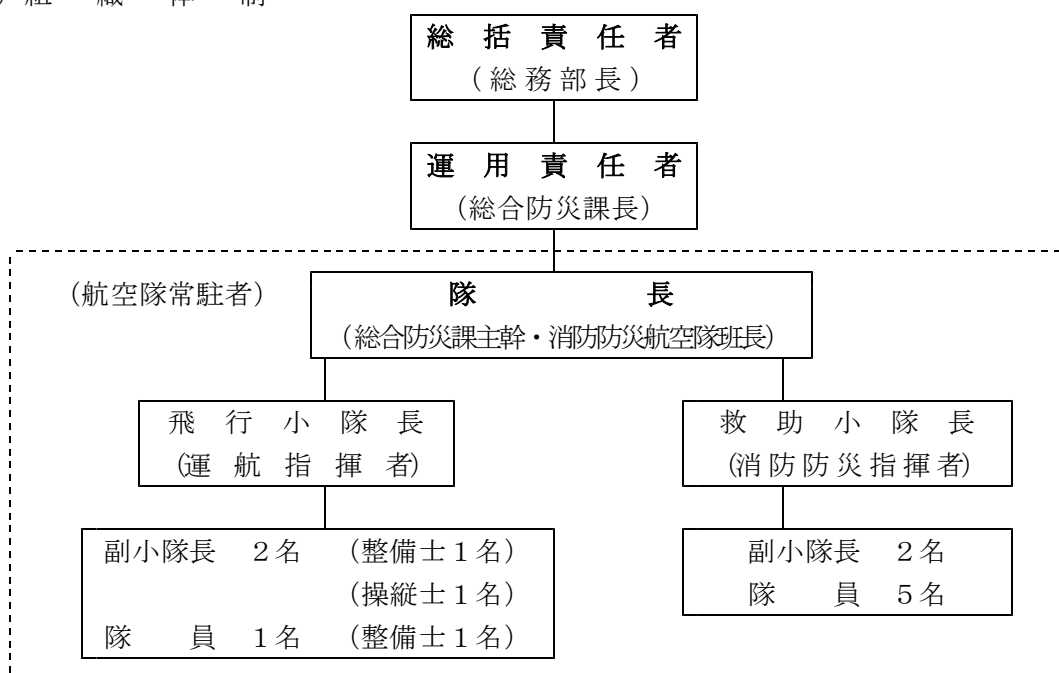 総括責任者
（総務部長）
運用責任者
（総合防災課長）
（航空隊常駐者）
隊長
（総合防災課主幹・消防防災航空隊班長）
飛行小隊長
（運航指揮者）
救助小隊長
（消防防災指揮者）
副小隊長 ２名 （整備士１名）
（操縦士１名）
隊員 １名 （整備士１名）
副小隊長 ２名
隊員 ５名